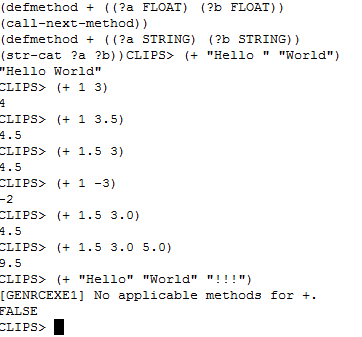 (defmethod + ((?a FLOAT) (?b FLOAT))
(call-next-method))
(defmethod + ((?a STRING) (?b STRING))
(str-cat ?a ?b))CLIPS> (+ "Hello " "World")
"Hello World"
CLIPS> (+ 1 3)
4
CLIPS> (+ 1 3.5)
4.5
CLIPS> (+ 1.5 3)
4.5
CLIPS> (+ 1 -3)
-2
CLIPS> (+ 1.5 3.0)
4.5
CLIPS> (+ 1.5 3.0 5.0)
9.5
CLIPS> (+ "Hello" "World" "!!!")
[GENRCEXE1] No applicable methods for +.
FALSE
CLIPS>